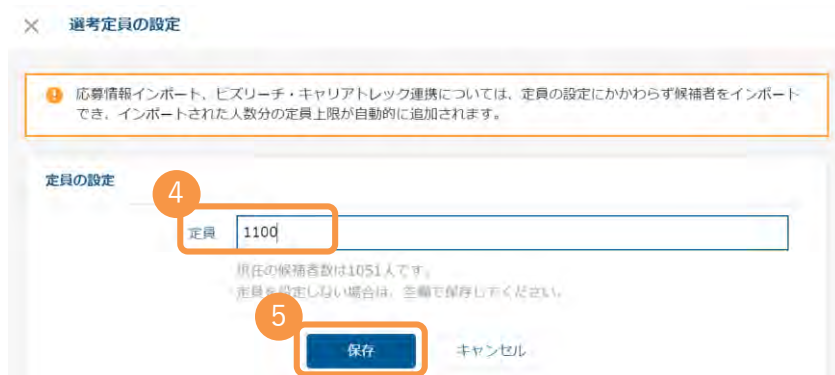 × 選考定員の設定
! 応募情報インポート、ビズリーチ・キャリアトレック連携については、定員の設定にかかわらず候補者をインポート
でき、インポートされた人数分の定員上限が自動的に追加されます。
定員の設定
4
定員 1100
現在の候補者数は1051人です。
定員を設定しない場合は、空欄で保存してください。
5
保存 キャンセル